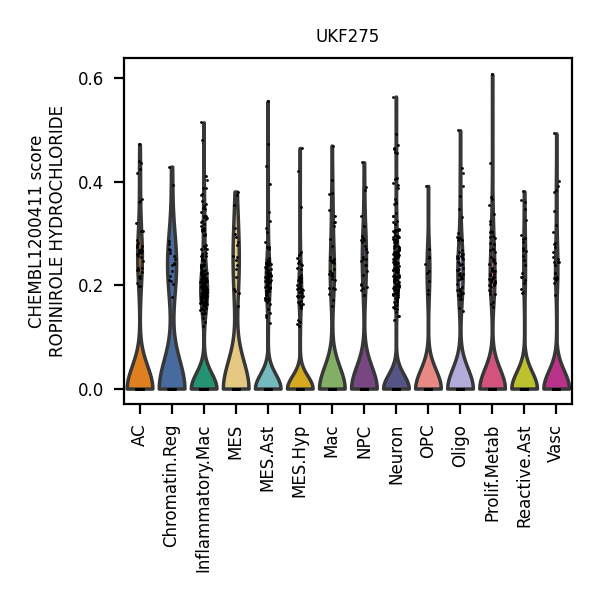 UKF275
CHEMBL1200411 score
ROPINIROLE HYDROCHLORIDE
0.6
0.4
0.2
0.0
AC
Chromatin.Reg
Inflammatory.Mac
MES
MES.Ast
MES.Hyp
Mac
NPC
Neuron
OPC
Oligo
Prolif.Metab
Reactive.Ast
Vasc